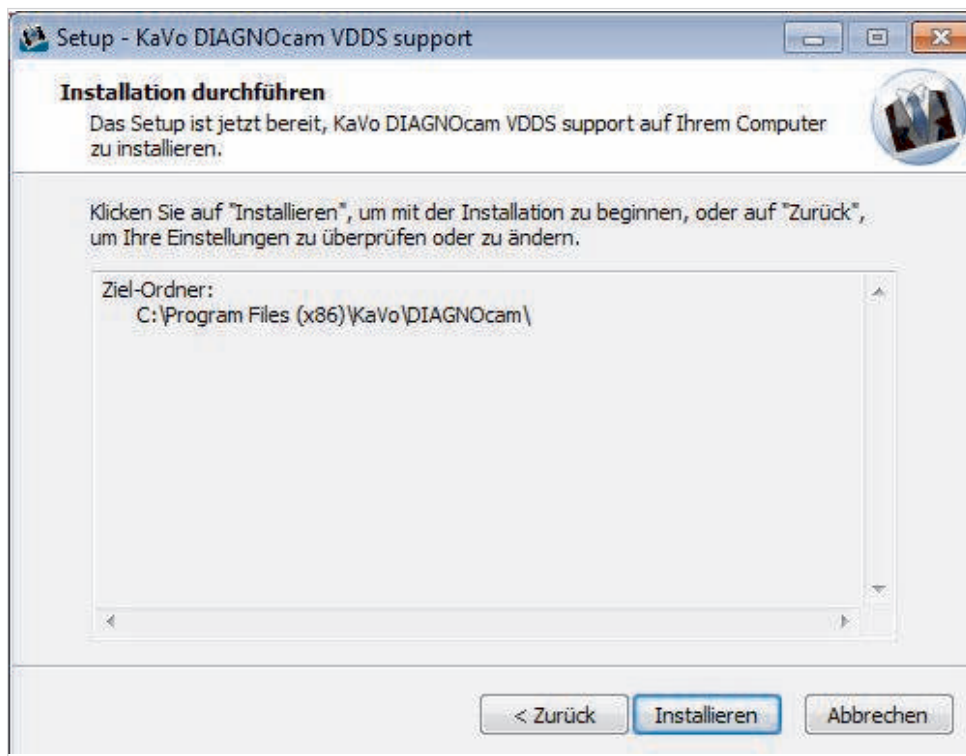 Setup - KaVo DIAGNOcam VDDS support
Installation durchführen
Das Setup ist jetzt bereit, KaVo DIAGNOcam VDDS support auf Ihrem Computer
zu installieren.
Klicken Sie auf "Installieren", um mit der Installation zu beginnen, oder auf "Zurück",
um Ihre Einstellungen zu überprüfen oder zu ändern.
Ziel-Ordner:
C:\Program Files (x86)\KaVo\DIAGNOcam\
< Zurück
Installieren
Abbrechen